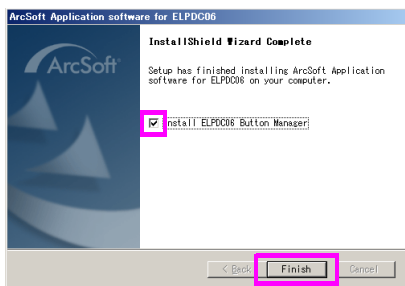 ArcSoft Application software for ELPDC06
InstallShield Wizard Complete
ArcSoft
Setup has finished installing ArcSoft Application
software for ELPDC06 on your computer.
Install ELPDC06 Button Manager
< Back Finish Cancel